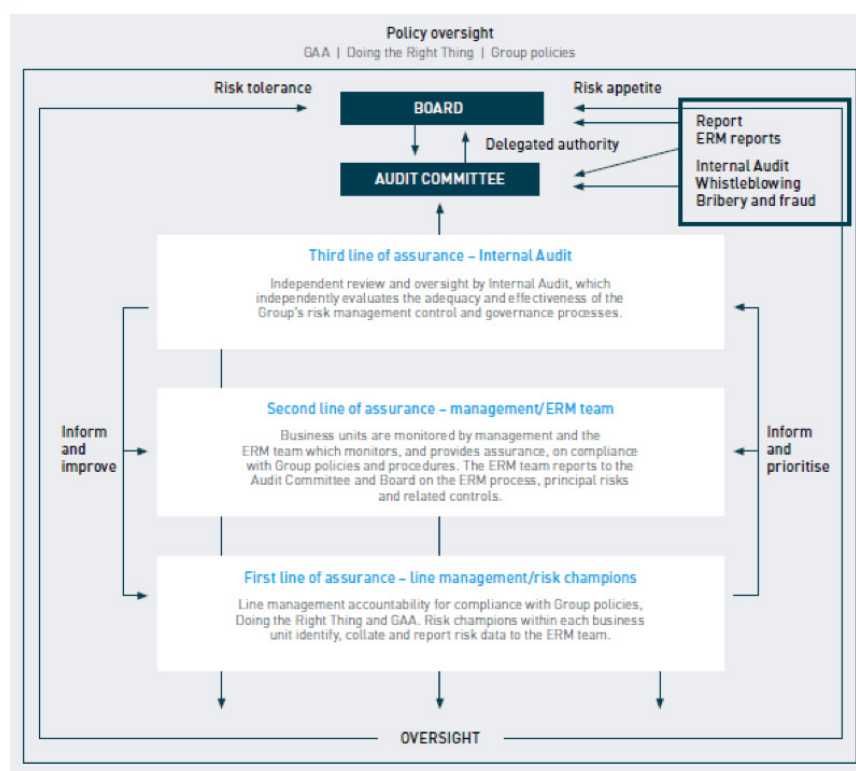 Policy oversight
GAA | Doing the Right Thing | Group policies
Risk tolerance
Risk appetite
BOARD
Report
ERM reports
Delegated authority
Internal Audit
Whistleblowing
Bribery and fraud
AUDIT COMMITTEE
Third line of assurance – Internal Audit
Independent review and oversight by Internal Audit, which
independently evaluates the adequacy and effectiveness of the
Group's risk management control and governance processes.
Inform
and
improve
Second line of assurance – management/ERM team
Business units are monitored by management and the
ERM team which monitors, and provides assurance, on compliance
with Group policies and procedures. The ERM team reports to the
Audit Committee and Board on the ERM process, principal risks
and related controls.
Inform
and
prioritise
First line of assurance – line management/risk champions
Line management accountability for compliance with Group policies,
Doing the Right Thing and GAA. Risk champions within each business
unit identify, collate and report risk data to the ERM team.
OVERSIGHT